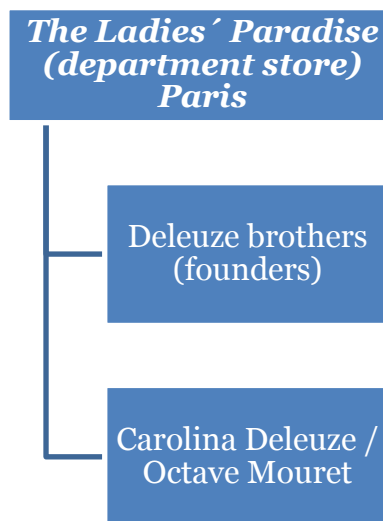 The Ladies´ Paradise
(department store)
Paris
Deleuze brothers
(founders)
Carolina Deleuze /
Octave Mouret